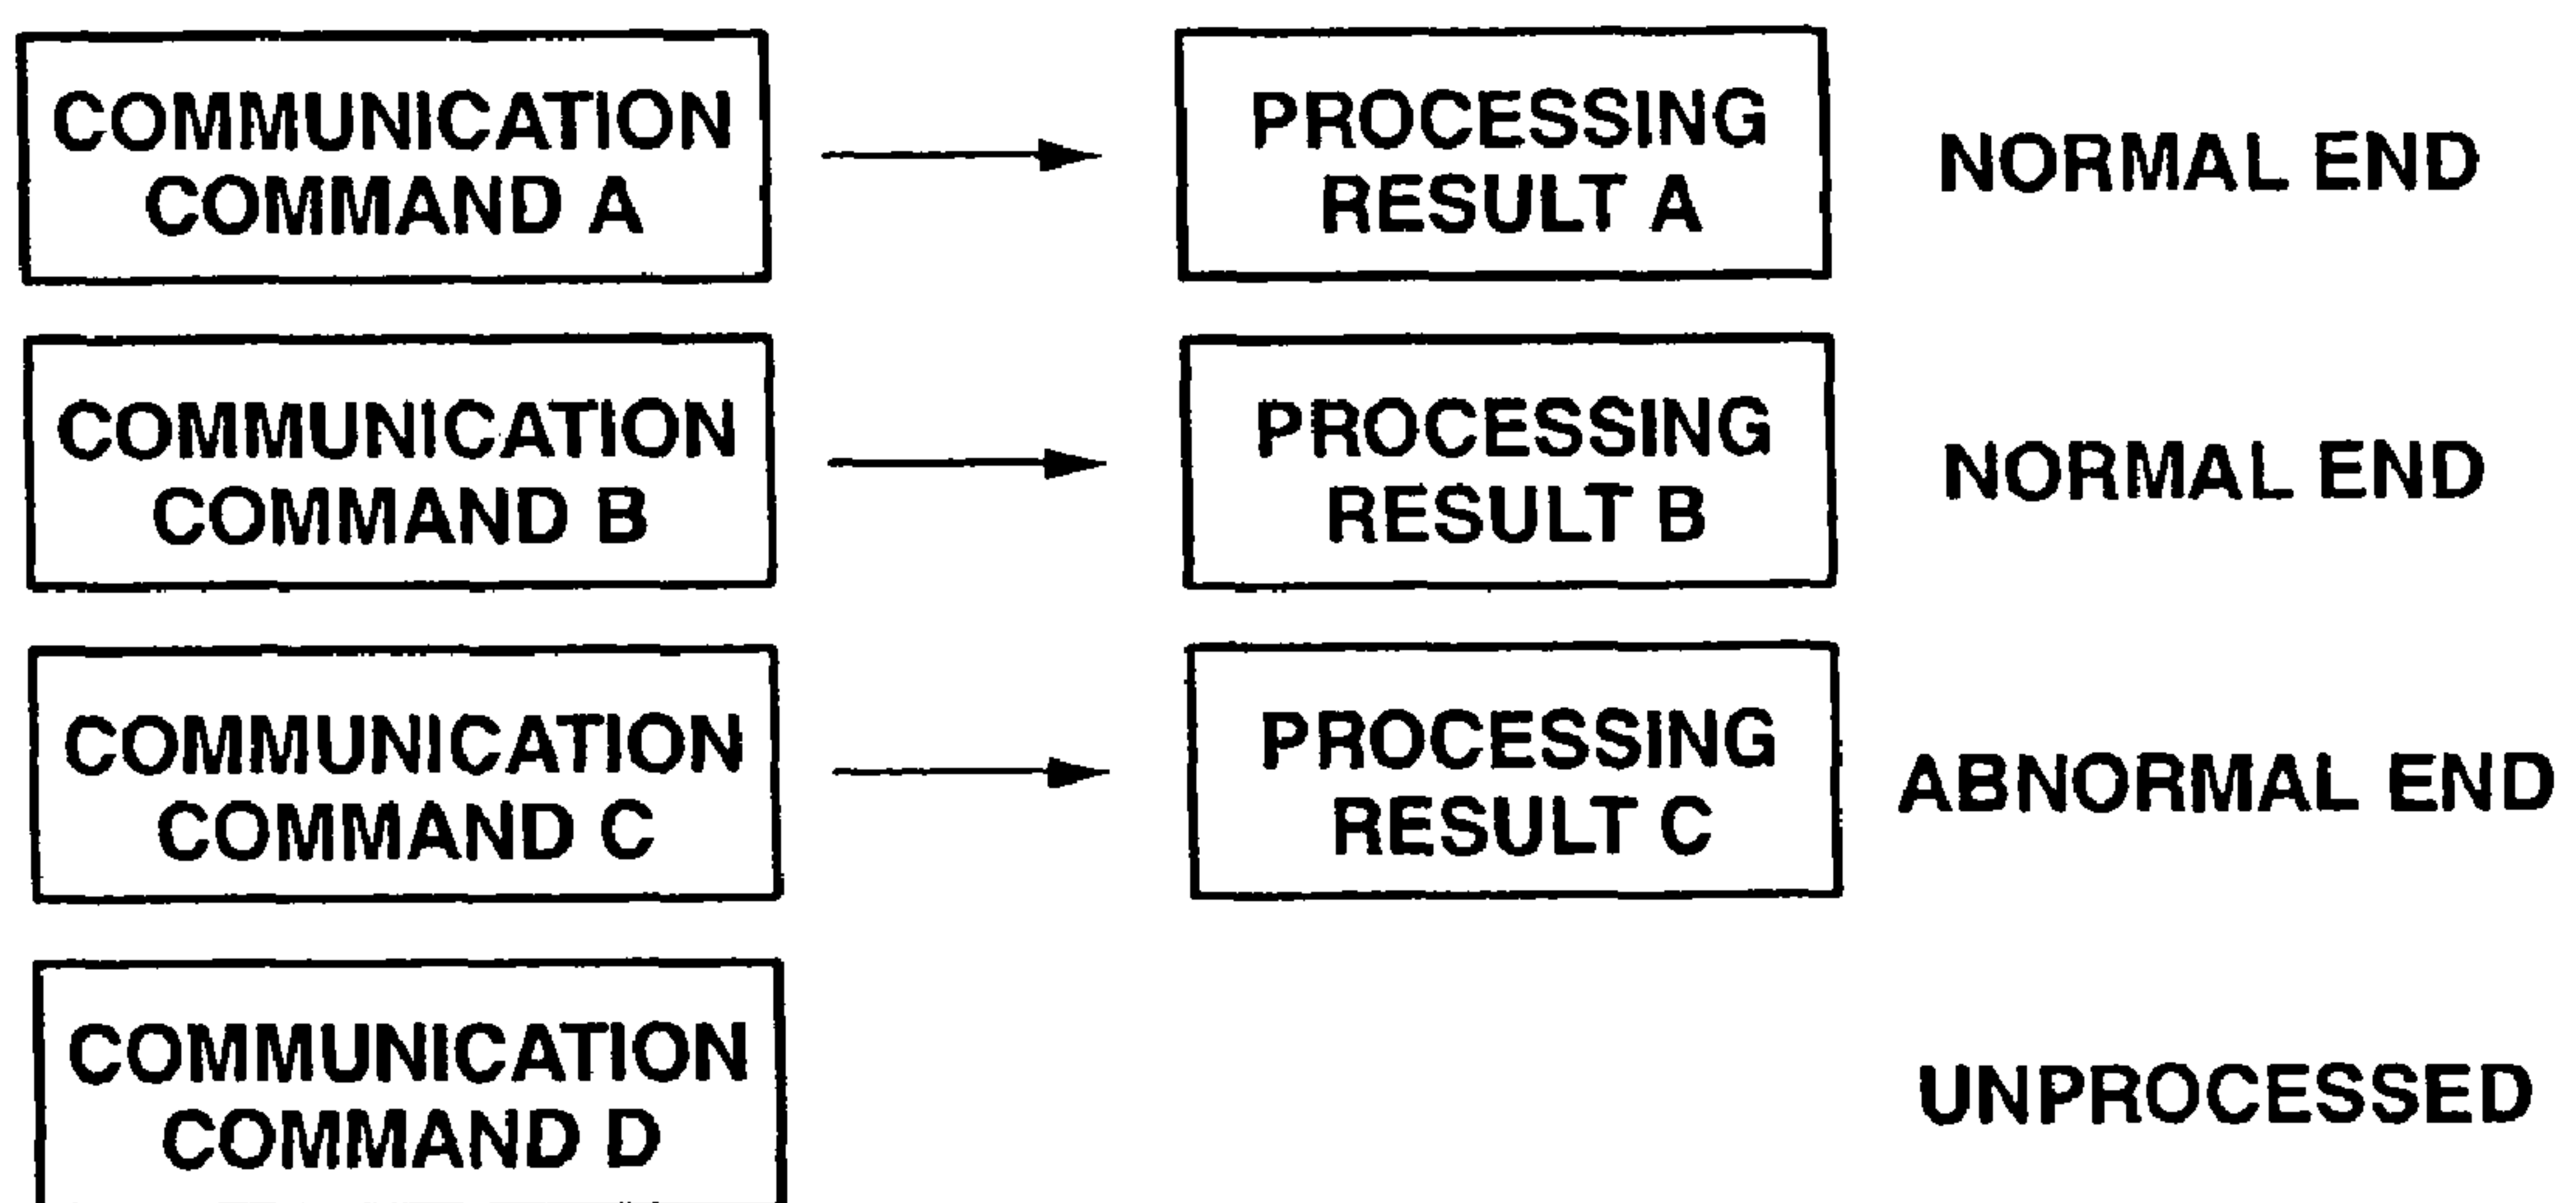 COMMUNICATION
COMMAND A
PROCESSING
RESULT A
NORMAL END
COMMUNICATION
COMMAND B
PROCESSING
RESULT B
NORMAL END
COMMUNICATION
COMMAND C
PROCESSING
RESULT C
ABNORMAL END
COMMUNICATION
COMMAND D
UNPROCESSED